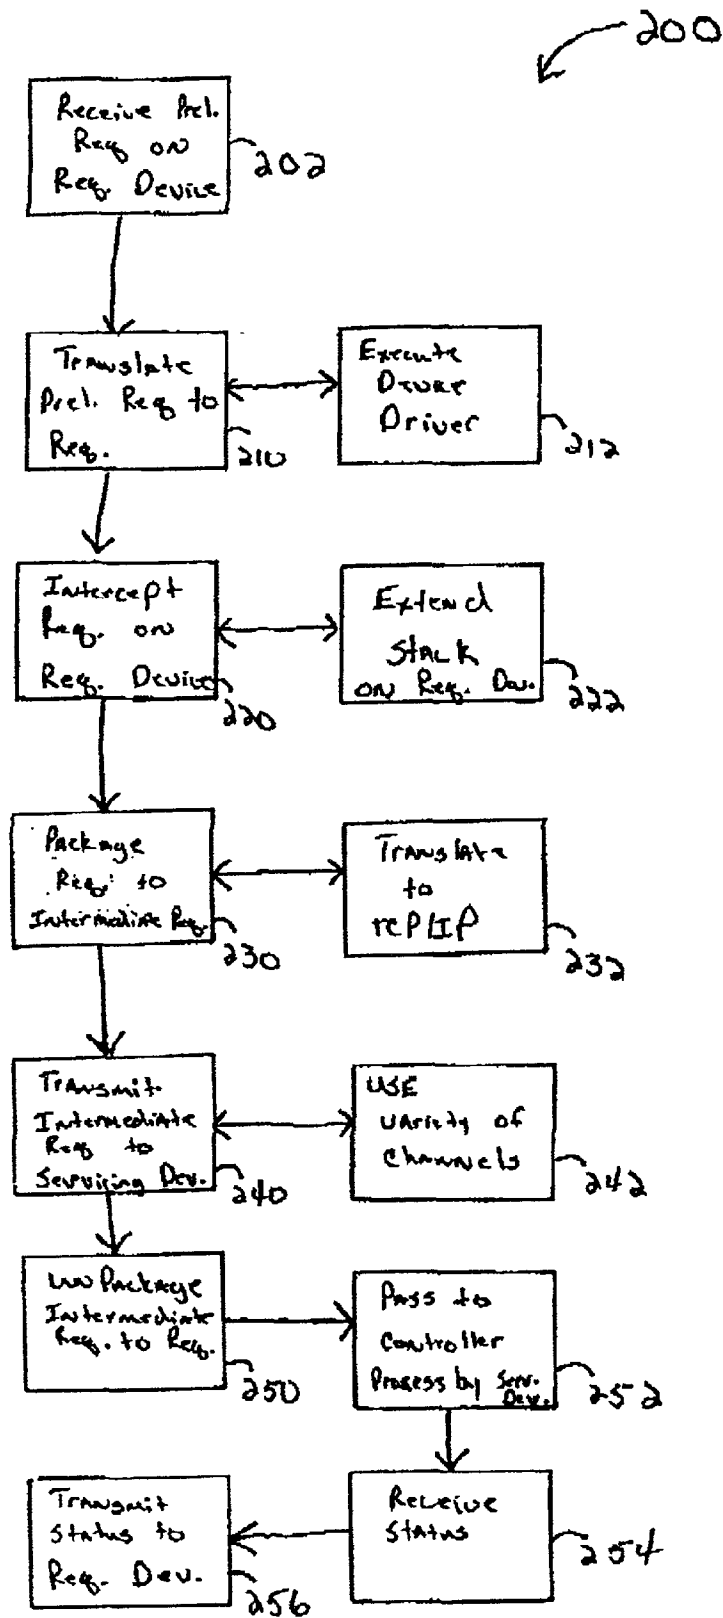 200
Receive Prel.
Req on
Req. Device
202
Translate
Prel. Req to
Req.
210
Execute
Device
Driver
212
Intercept
Req. on
Req. Device
220
Extend
Stack
on Req. Dev.
222
Package
Req. to
Intermediate Req.
230
Translate
to
TCP/IP
232
Transmit
Intermediate
Req to
Servicing Dev.
240
USE
variety of
Channels
242
UnPackage
Intermediate
Req. to Req.
250
Pass to
Controller
Process by Serv.
Dev.
252
Receive
Status
254
Transmit
Status to
Req. Dev.
256